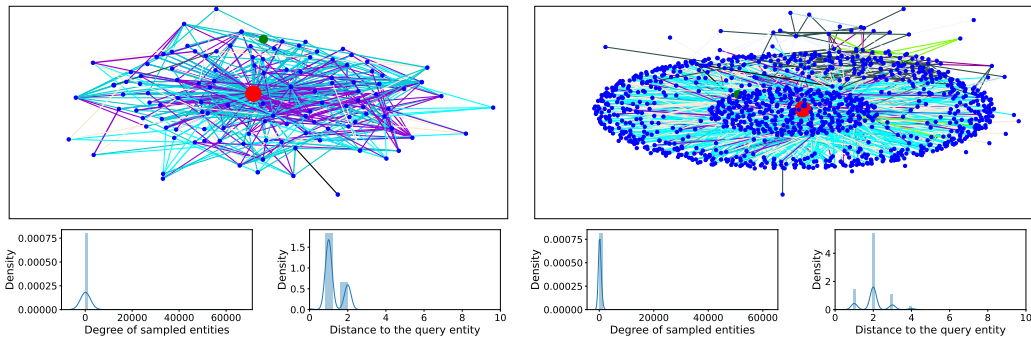 0.00075
0.00050
0.00025
0.00000
Density
0 20000 40000 60000
Degree of sampled entities
1.5
1.0
0.5
0.0
Density
0 2 4 6 8 10
Distance to the query entity
0.00075
0.00050
0.00025
0.00000
Density
0 20000 40000 60000
Degree of sampled entities
4
2
0
Density
0 2 4 6 8 10
Distance to the query entity